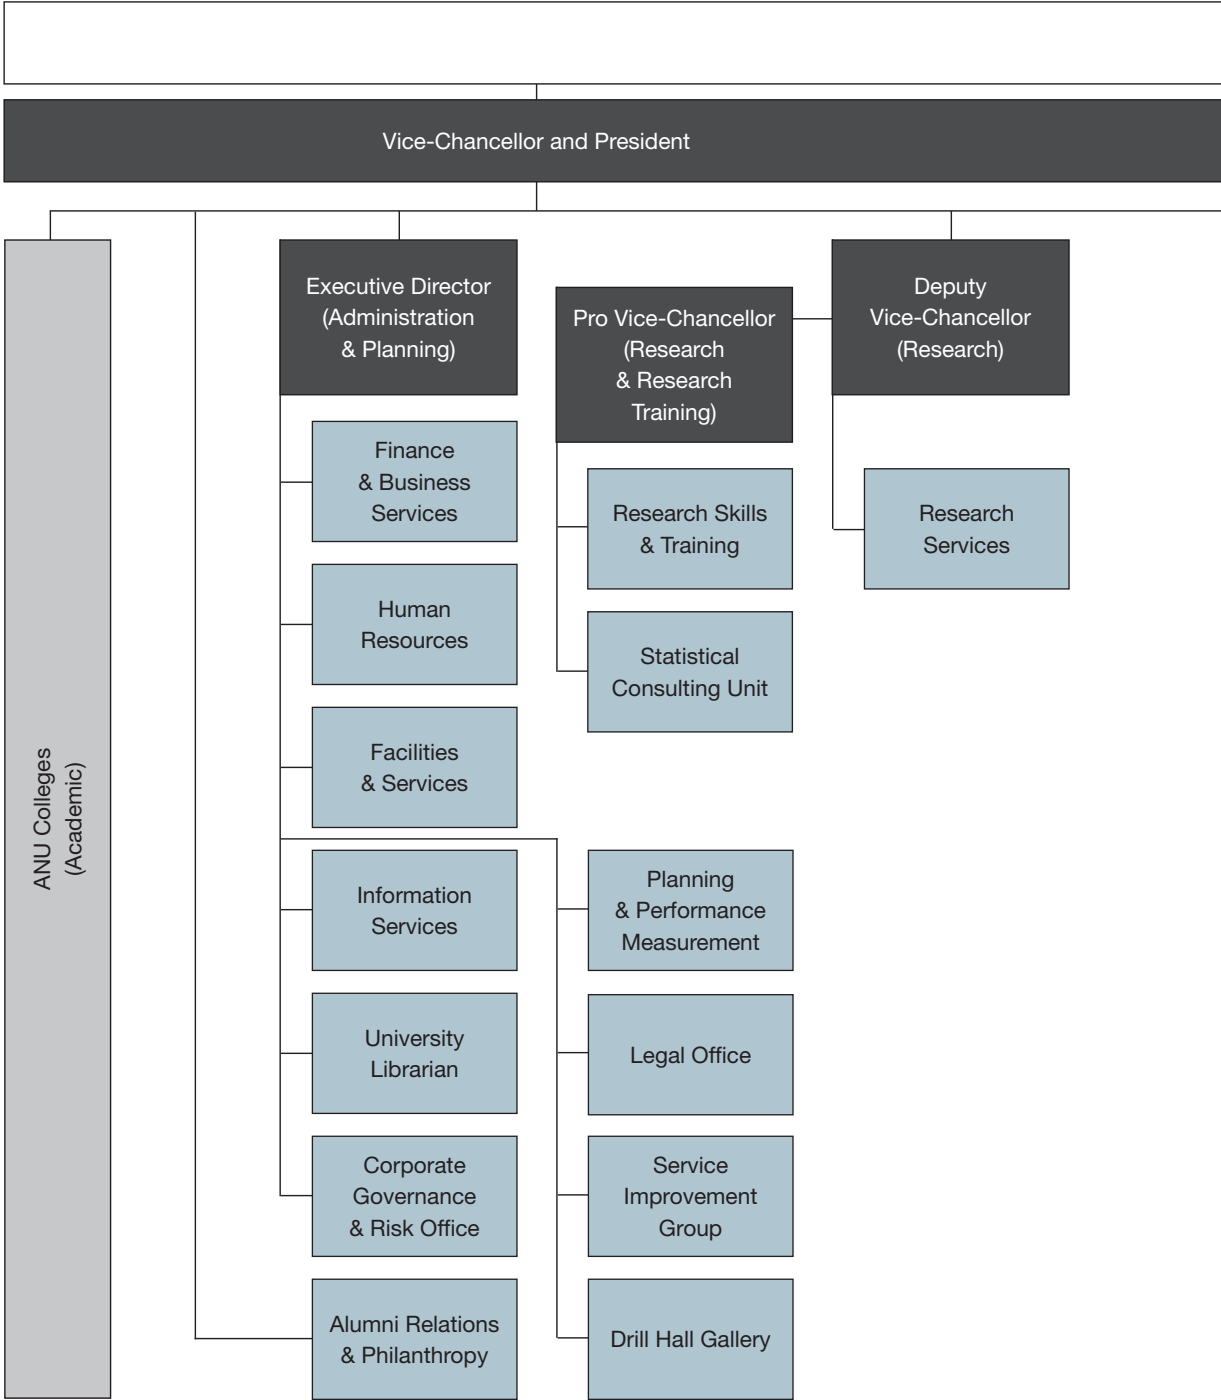 Vice-Chancellor and President
ANU Colleges
(Academic)
Executive Director
(Administration
& Planning)
Finance
& Business
Services
Human
Resources
Facilities
& Services
Information
Services
University
Librarian
Corporate
Governance
& Risk Office
Alumni Relations
& Philanthropy
Pro Vice-Chancellor
(Research
& Research
Training)
Research Skills
& Training
Statistical
Consulting Unit
Planning
& Performance
Measurement
Legal Office
Service
Improvement
Group
Drill Hall Gallery
Deputy
Vice-Chancellor
(Research)
Research
Services